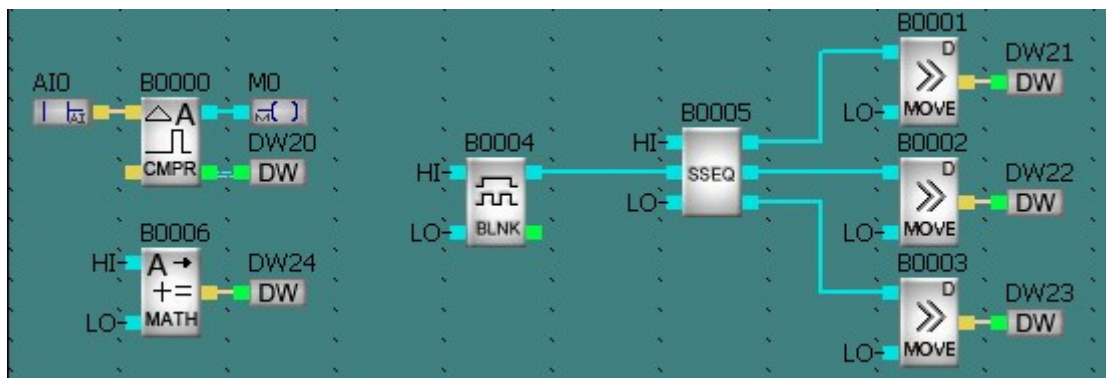 AI0 B0000 M0
AI
A
M
DW20
CMPR DW
B0006
HI A
DW24
+=
DW
LO MATH
B0004
HI
LO BLNK
B0005
HI
SSEQ
LO
B0001
D DW21
DW
LO MOVE
B0002
D DW22
DW
LO MOVE
B0003
D DW23
DW
LO MOVE